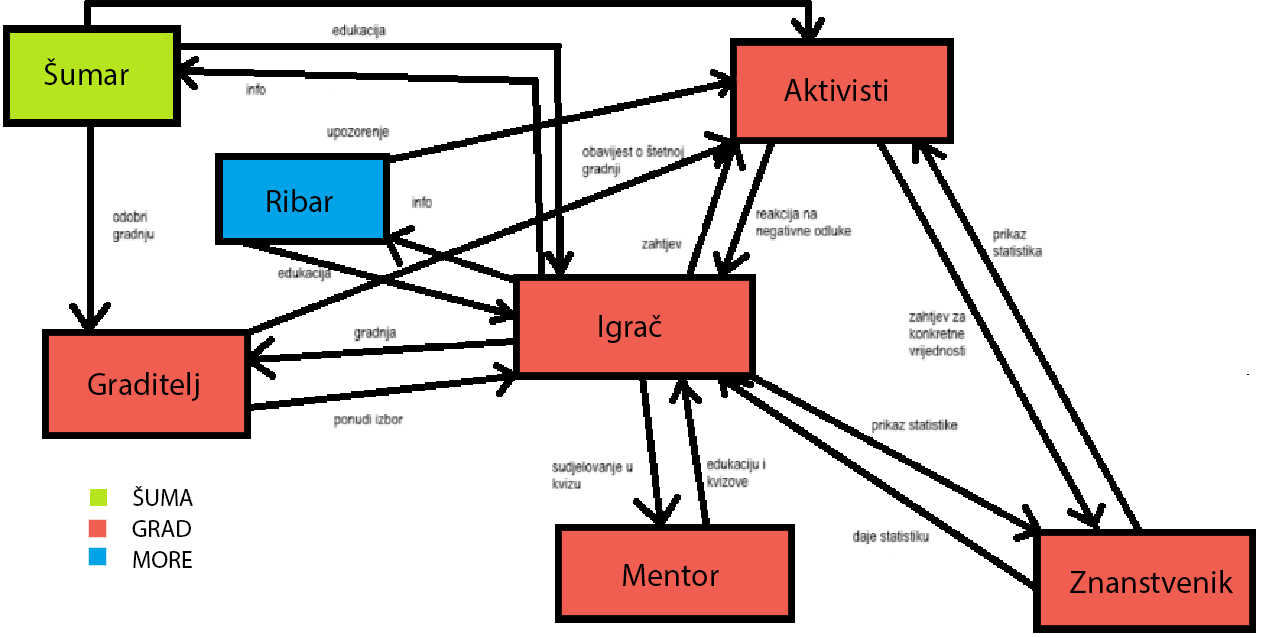 edukacija
Šumar
info
Aktivisti
upozorenje
obavijest o štetnoj
gradnji
Ribar
info
odobri
gradnju
reakcija na
negativne odluke
zahtjev
prikaz
statistika
edukacija
Igrač
gradnja
zahtjev za
konkretne
vrijednosti
Graditelj
ponudi izbor
prikaz statistike
sudjelovanje u
kvizu
edukaciju i
kvizove
ŠUMA
GRAD
MORE
daje statistiku
Mentor
Znanstvenik